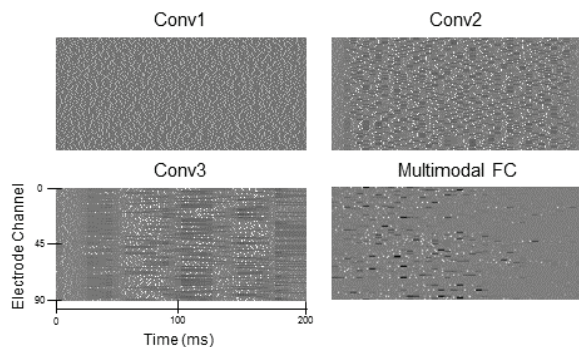 Conv1
Conv2
Conv3
Multimodal FC
Electrode Channel
0
45
90
0
100
200
Time (ms)